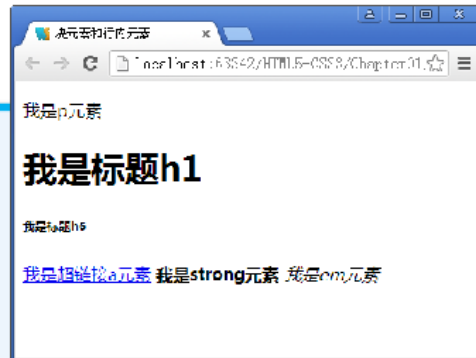 块元素和行内元素
localhost:63342/HTML5-CSS3/Chapter01
我是p元素
我是标题h1
我是标题h6
我是超链接a元素 我是strong元素 我是em元素